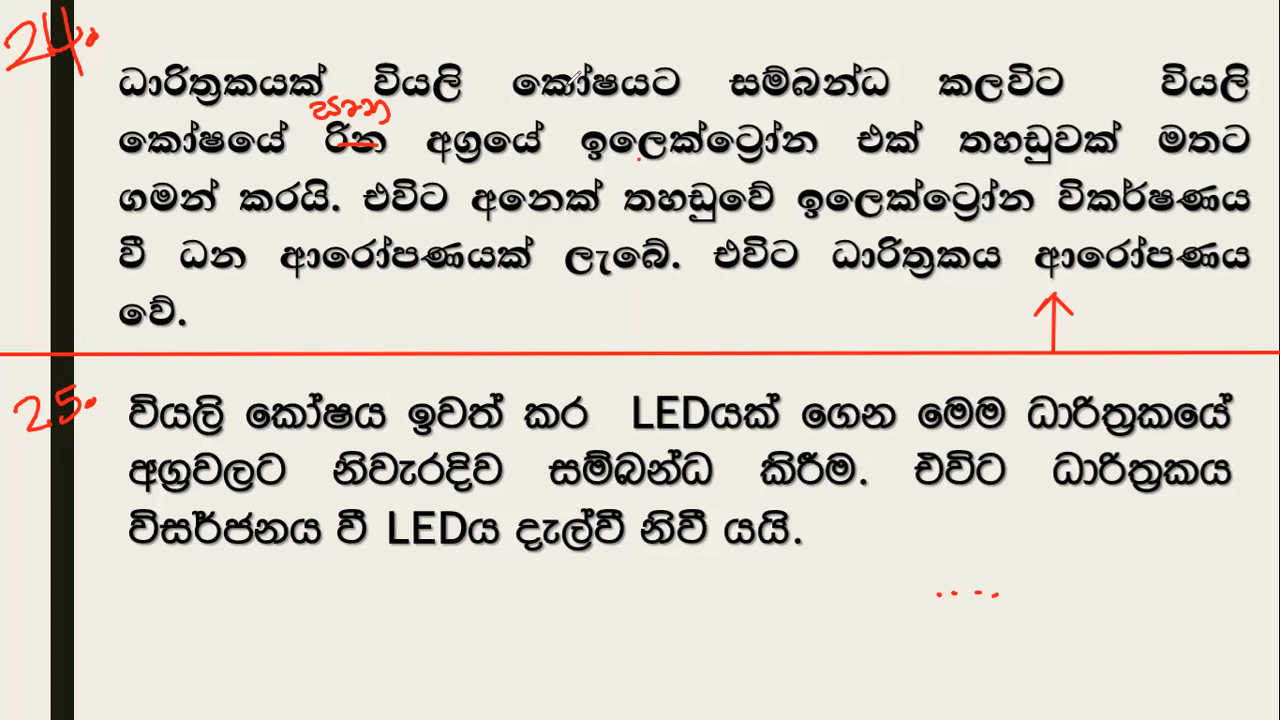 24.
ධාරිත්‍රකයක් වියලි කෝෂයට සම්බන්ධ කලවිට වියලි
කෝෂයේ රින අග්‍රයේ ඉලෙක්ට්‍රෝන එක් තහඩුවක් මතට
ගමන් කරයි. එවිට අනෙක් තහඩුවේ ඉලෙක්ට්‍රෝන විකර්ෂණය
වී ධන ආරෝපණයක් ලැබේ. එවිට ධාරිත්‍රකය ආරෝපණය
වේ.
25.
වියලි කෝෂය ඉවත් කර LEDයක් ගෙන මෙම ධාරිත්‍රකයේ
අග්‍රවලට නිවැරදිව සම්බන්ධ කිරීම. එවිට ධාරිත්‍රකය
විසර්ජනය වී LEDය දැල්වී නිවී යයි.